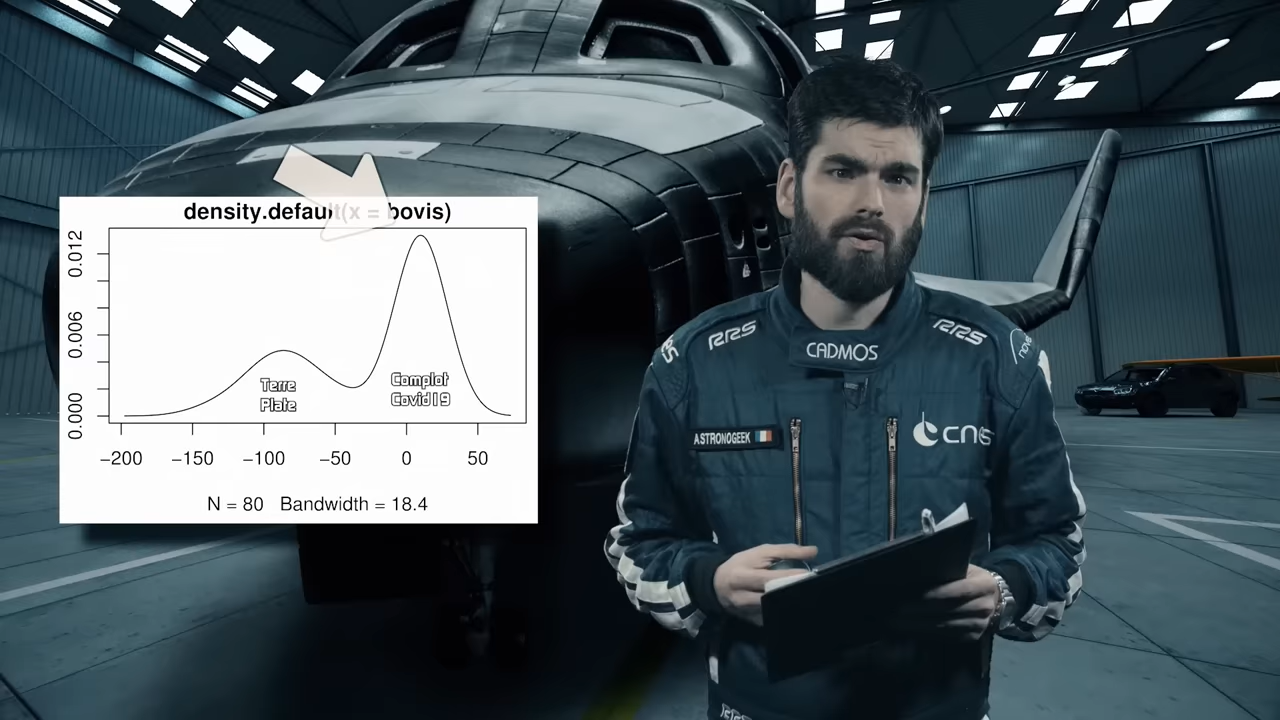 density.default(x = bovis)
0.012
0.006
0.000
Terre
Plate
Complot
Covid19
−200 −150 −100 −50 0 50
N = 80 Bandwidth = 18.4
RRS
RRS
CADMOS
ASTRONOGEEK
cnes
RRS